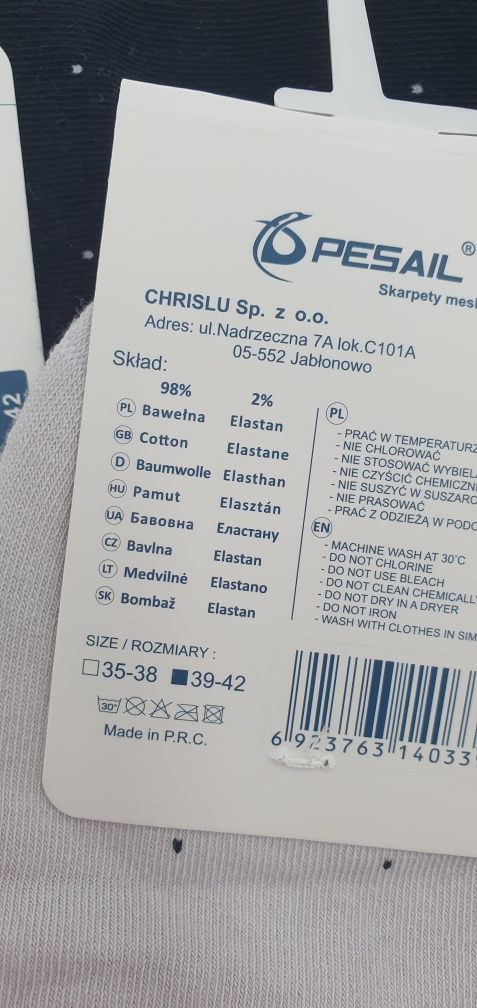 PESAIL®
Skarpety
CHRISLU Sp. z o.o.
Adres: ul.Nadrzeczna 7A lok.C101A
05-552 Jabłonowo
Skład:
98% 2%
PL Bawełna Elastan
GB Cotton Elastane
D Baumwolle Elasthan
HU Pamut Elasztán
UA Бавовна Еластану
CZ Bavlna Elastan
LT Medvilnė Elastano
SK Bombaž Elastan
PL
- PRAĆ W TEMPERATURZ
- NIE CHLOROWAĆ
- NIE STOSOWAĆ WYBIELA
- NIE CZYŚCIĆ CHEMICZNI
- NIE SUSZYĆ W SUSZARC
- NIE PRASOWAĆ
- PRAĆ Z ODZIEŻĄ W PODO
EN
- MACHINE WASH AT 30°C
- DO NOT CHLORINE
- DO NOT USE BLEACH
- DO NOT CLEAN CHEMICALLY
- DO NOT DRY IN A DRYER
- DO NOT IRON
- WASH WITH CLOTHES IN SIM
SIZE / ROZMIARY :
35-38 39-42
30°
Made in P.R.C.
6 923763 14033
42